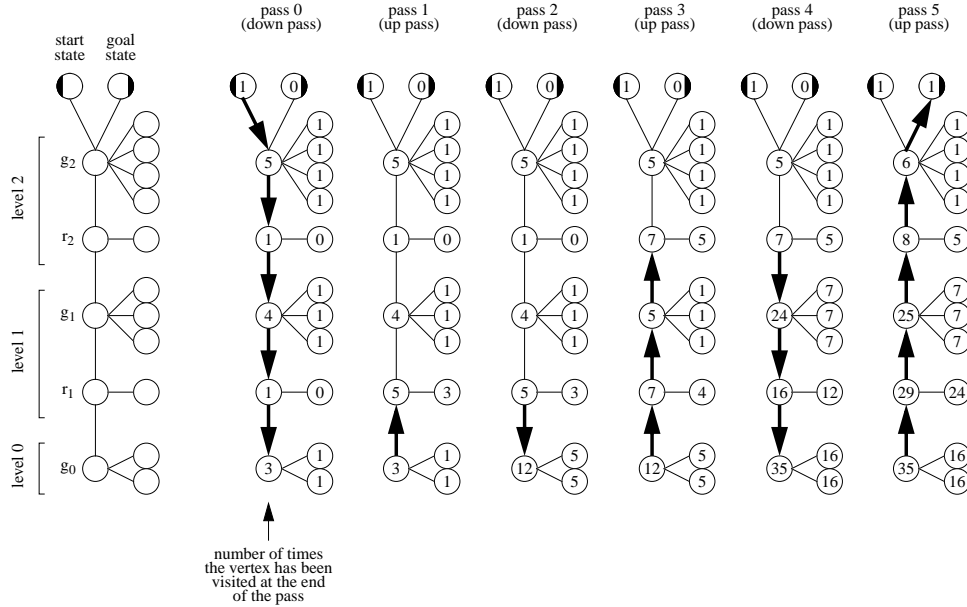 pass 0 pass 1 pass 2 pass 3 pass 4 pass 5
(down pass) (up pass) (down pass) (up pass) (down pass) (up pass)
start goal
state state
1 0 1 0 1 0 1 0 1 0 1 1
1 1 1 1 1 1
1 1 1 1 1 1
level 2
g2 5 5 5 5 5 6
1 1 1 1 1 1
1 1 1 1 1 1
r2 1 0 1 0 1 0 7 5 7 5 8 5
1 1 1 1 7 7
level 1
g1 4 1 4 1 4 1 5 1 24 7 25 7
1 1 1 1 7 7
r1 1 0 5 3 5 3 7 4 16 12 29 24
1 1 5 5 16 16
level 0
g0 3 3 12 12 35 35
1 1 5 5 16 16
number of times
the vertex has been
visited at the end
of the pass